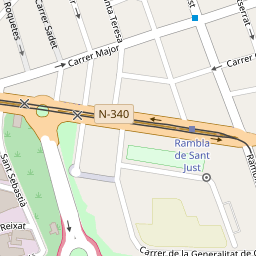 Roquetes
Carrer Sadet
Santa Teresa
Carrer Major
Carrer
N-340
Rambla
de Sant
Just
Sant Sebastià
Reixat
Carrer de la Generalitat de